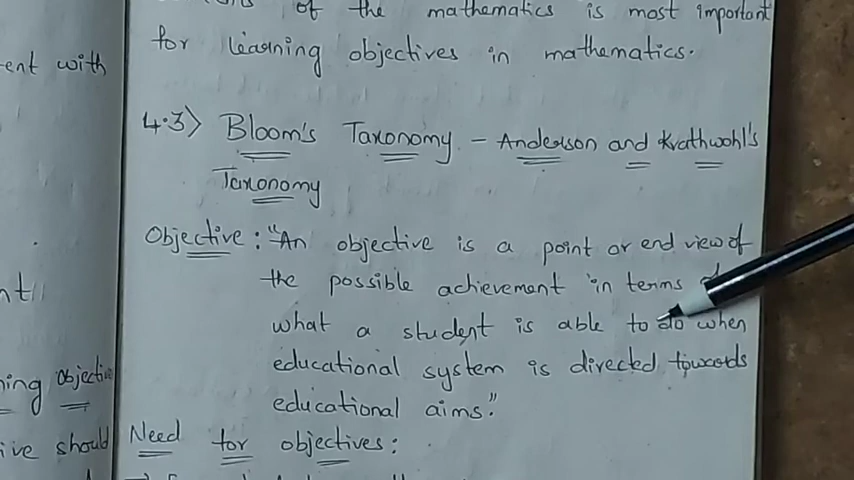 of the mathematics is most important
for learning objectives in mathematics.
4.3) Bloom's Taxonomy - Anderson and Krathwohl's
Taxonomy
Objective: "An objective is a point or end view of
the possible achievement in terms
what a student is able to do when
educational system is directed towards
educational aims."
Need for objectives:
ent with
nt
ning objective
ive should